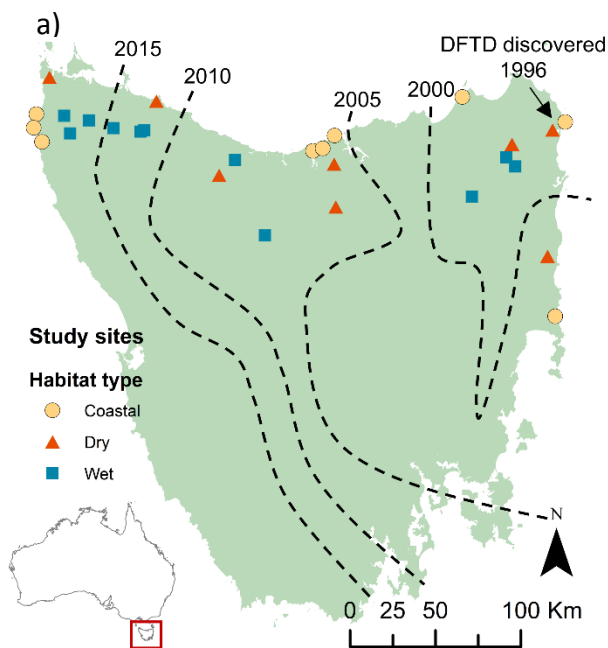 a)
2015
2010
DFTD discovered
1996
2000
2005
Study sites
Habitat type
Coastal
Dry
Wet
N
0 25 50 100 Km